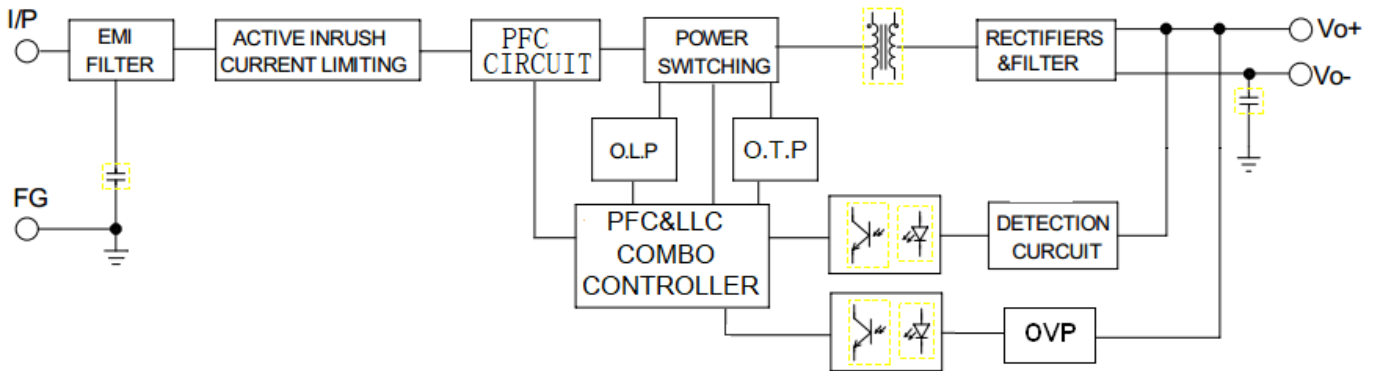 I/P
EMI
FILTER
ACTIVE INRUSH
CURRENT LIMITING
PFC
CIRCUIT
POWER
SWITCHING
RECTIFIERS
&FILTER
Vo+
Vo-
O.L.P
O.T.P
FG
PFC&LLC
COMBO
CONTROLLER
DETECTION
CURCUIT
OVP